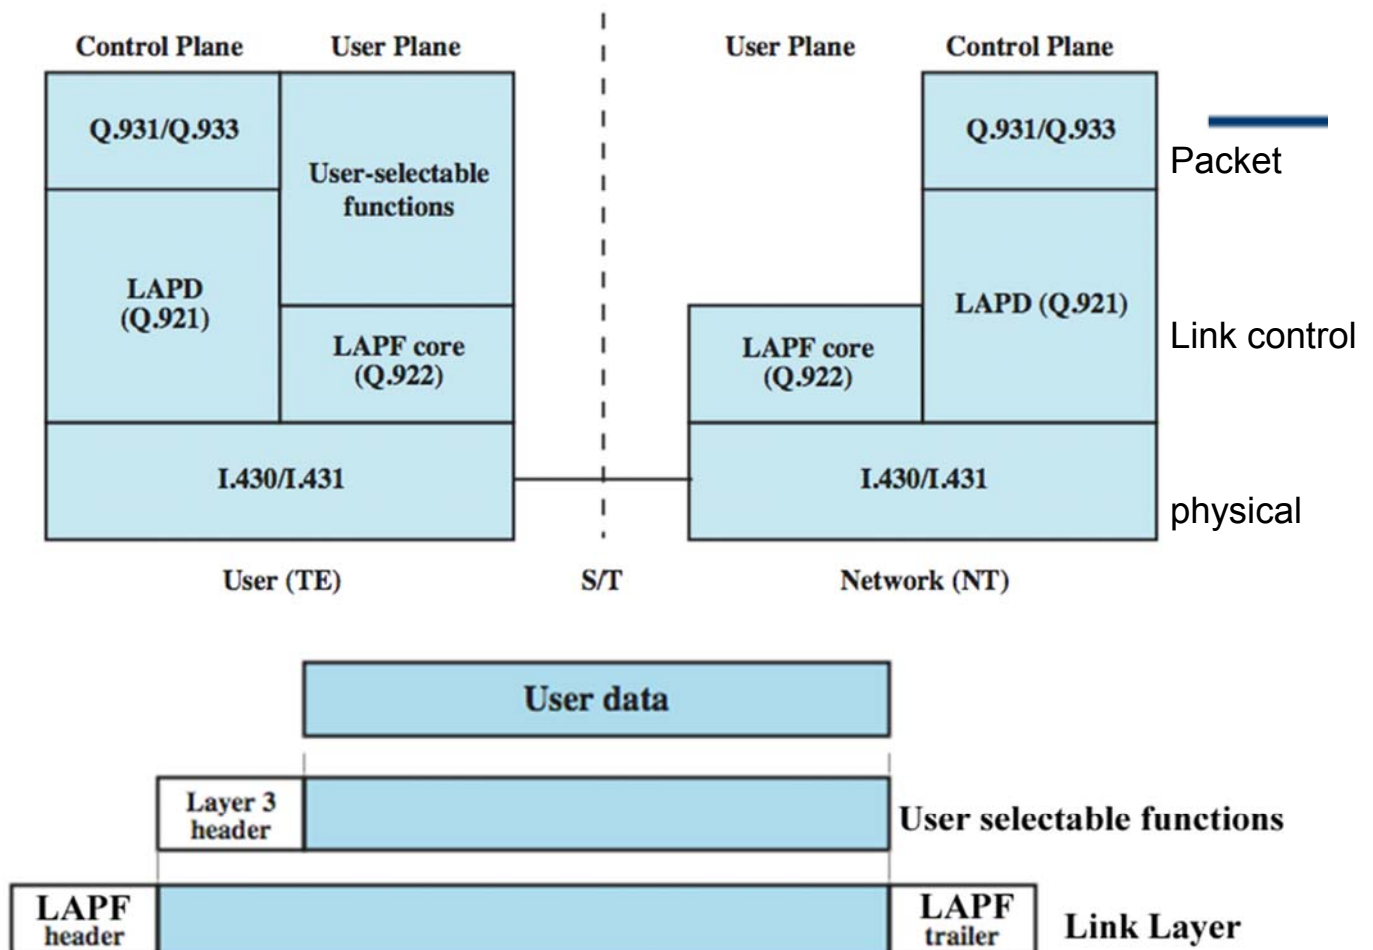 Control Plane
User Plane
User Plane
Control Plane
Q.931/Q.933
User-selectable
functions
LAPD
(Q.921)
LAPF core
(Q.922)
I.430/I.431
LAPF core
(Q.922)
Q.931/Q.933
LAPD (Q.921)
I.430/I.431
Packet
Link control
physical
User (TE)
S/T
Network (NT)
User data
Layer 3
header
User selectable functions
LAPF
header
LAPF
trailer
Link Layer